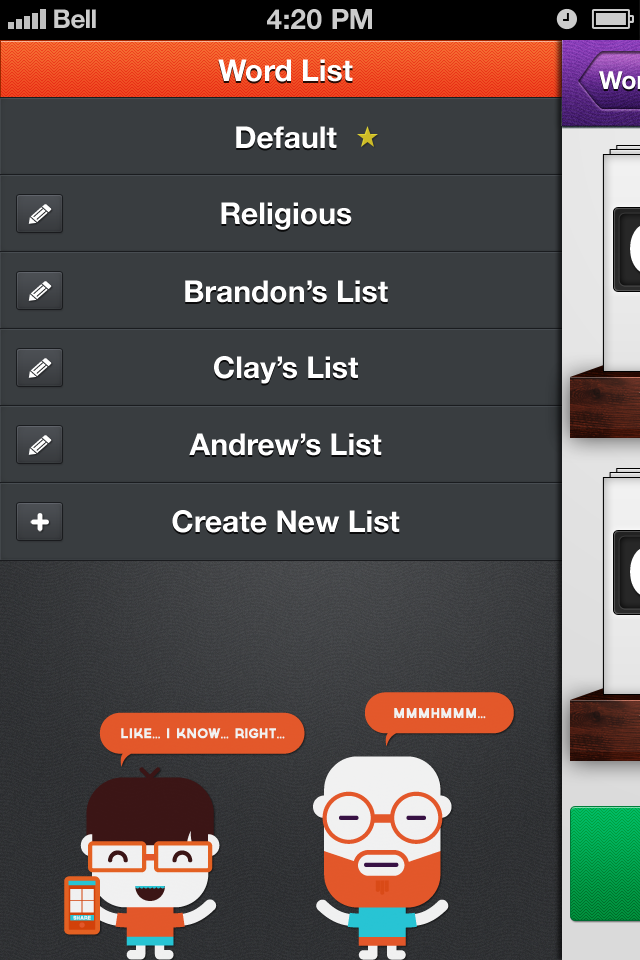 Bell 4:20 PM
Word List
Default
Religious
Brandon’s List
Clay’s List
Andrew’s List
Create New List
LIKE... I KNOW... RIGHT...
MMMHMMM...
SHARE